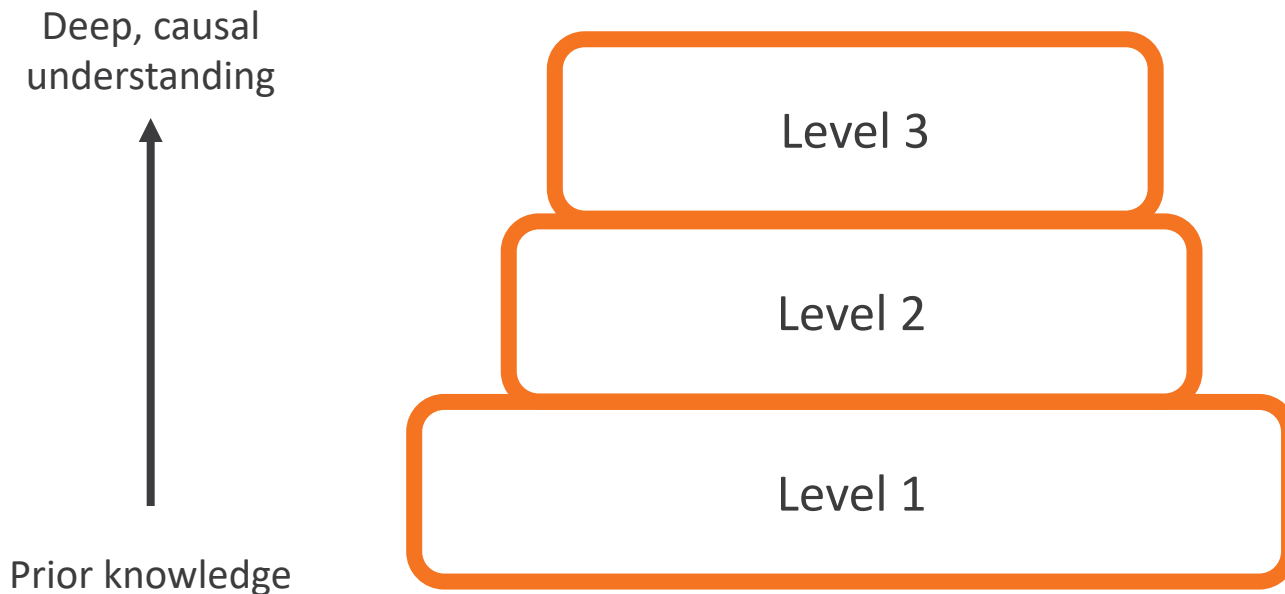 Deep, causal
understanding
Level 3
Level 2
Level 1
Prior knowledge